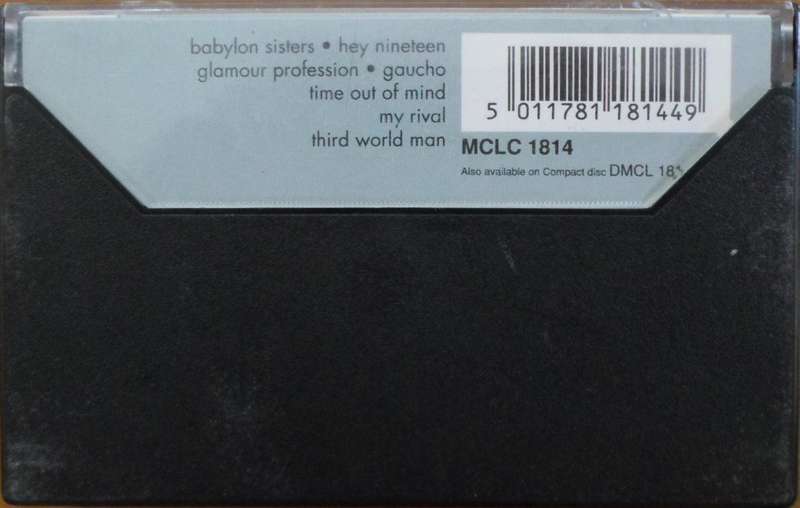 babylon sisters • hey nineteen
glamour profession • gaucho
time out of mind
my rival
third world man
5 011781 181449
MCLC 1814
Also available on Compact disc DMCL